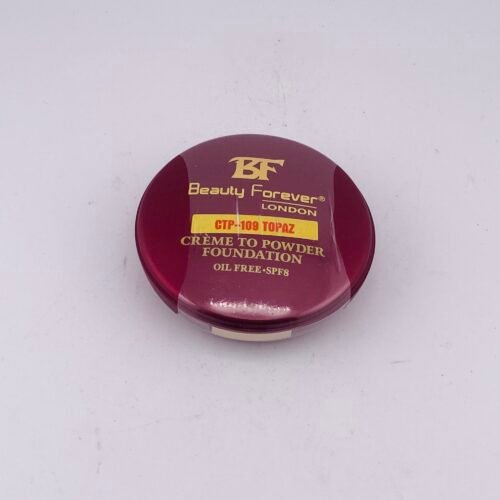 BF
Beauty Forever®
LONDON
CTP-109 TOPAZ
CRÈME TO POWDER
FOUNDATION
OIL FREE•SPF8